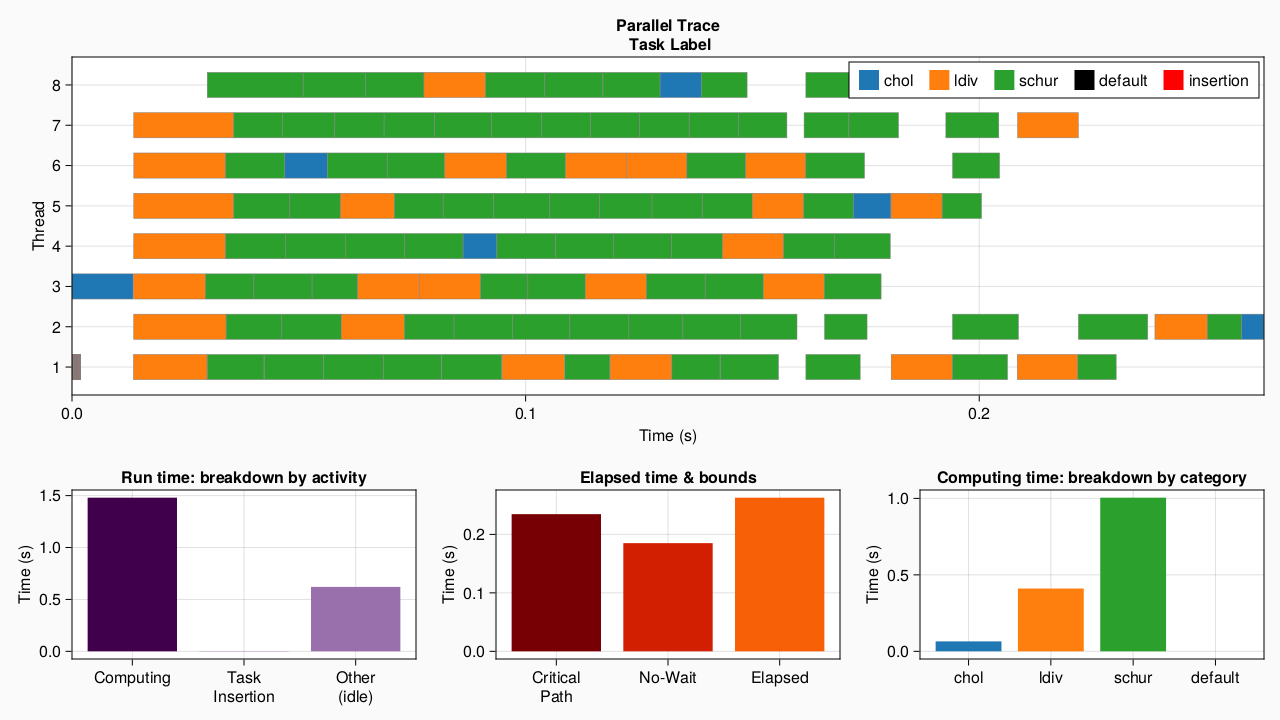 Parallel Trace
Task Label
chol
ldiv
schur
default
insertion
Thread
8
7
6
5
4
3
2
1
0.0
0.1
0.2
Time (s)
Run time: breakdown by activity
Time (s)
1.5
1.0
0.5
0.0
Computing
Task
Insertion
Other
(idle)
Elapsed time & bounds
Time (s)
0.2
0.1
0.0
Critical
Path
No-Wait
Elapsed
Computing time: breakdown by category
Time (s)
1.0
0.5
0.0
chol
ldiv
schur
default